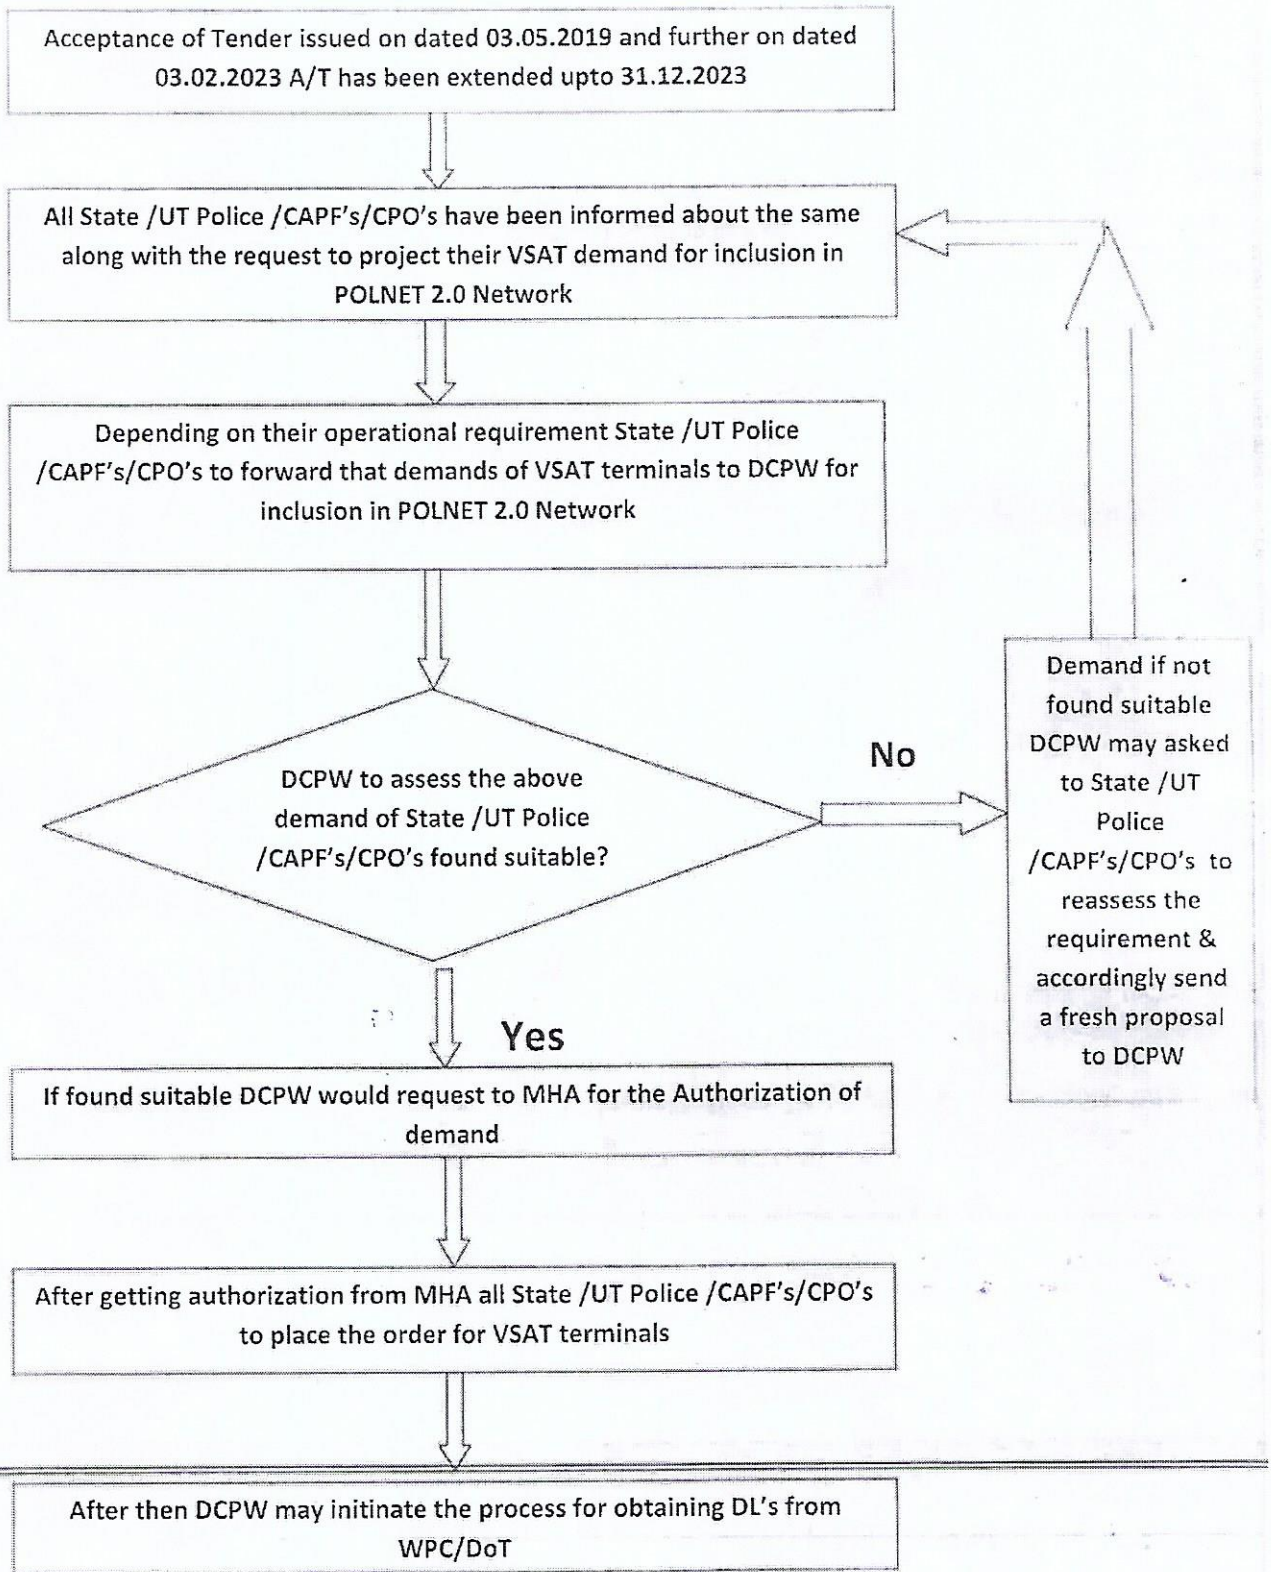 Acceptance of Tender issued on dated 03.05.2019 and further on dated
03.02.2023 A/T has been extended upto 31.12.2023
All State /UT Police /CAPF's/CPO's have been informed about the same
along with the request to project their VSAT demand for inclusion in
POLNET 2.0 Network
Depending on their operational requirement State /UT Police
/CAPF's/CPO's to forward that demands of VSAT terminals to DCPW for
inclusion in POLNET 2.0 Network
DCPW to assess the above
demand of State /UT Police
/CAPF's/CPO's found suitable?
No
Demand if not
found suitable
DCPW may asked
to State /UT
Police
/CAPF's/CPO's to
reassess the
requirement &
accordingly send
a fresh proposal
to DCPW
Yes
If found suitable DCPW would request to MHA for the Authorization of
demand
After getting authorization from MHA all State /UT Police /CAPF's/CPO's
to place the order for VSAT terminals
After then DCPW may initinate the process for obtaining DL's from
WPC/DoT